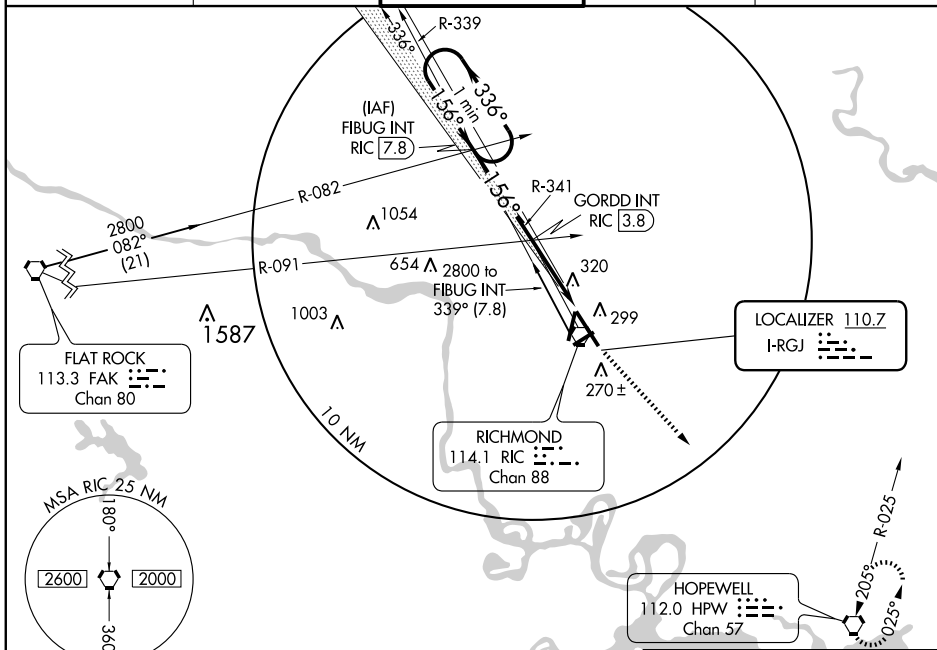 R-339
336°
336°
1 min
156°
(IAF)
FIBUG INT
RIC 7.8
R-082
156°
R-341
GORDD INT
RIC 3.8
1054
2800
082°
(21)
R-091
654
2800 to
FIBUG INT
339° (7.8)
320
299
1587
1003
270 ±
LOCALIZER 110.7
I-RGJ
FLAT ROCK
113.3 FAK
Chan 80
10 NM
RICHMOND
114.1 RIC
Chan 88
MSA RIC 25 NM
180°
2600
2000
360
R-025
205°
025°
HOPEWELL
112.0 HPW
Chan 57